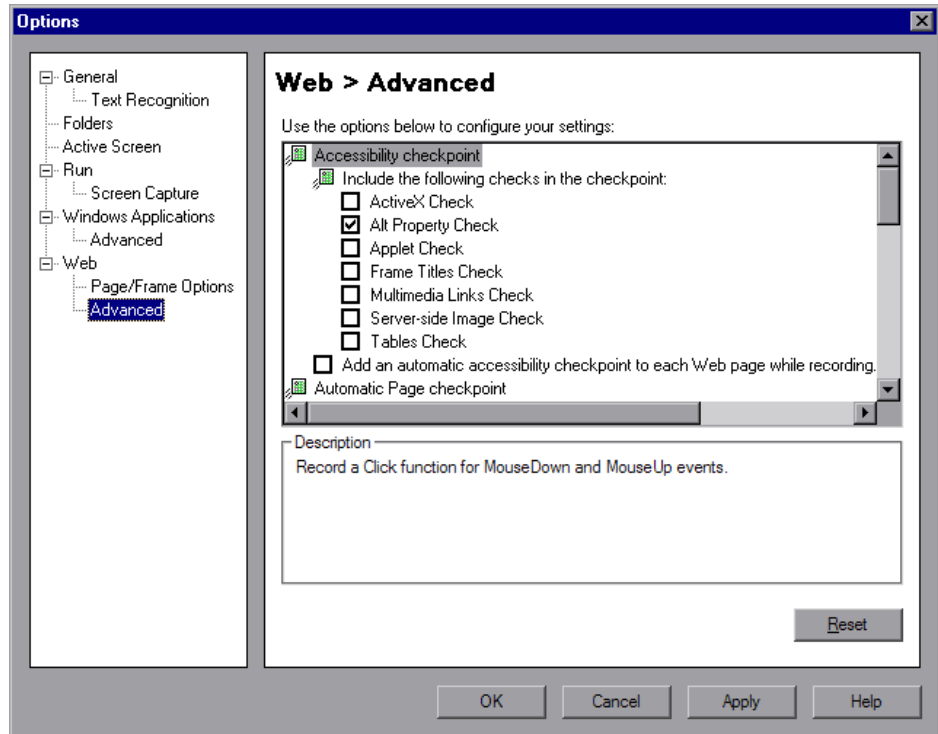 Options
General
Text Recognition
Folders
Active Screen
Run
Screen Capture
Windows Applications
Advanced
Web
Page/Frame Options
Advanced
Web > Advanced
Use the options below to configure your settings:
Accessibility checkpoint
Include the following checks in the checkpoint:
ActiveX Check
Alt Property Check
Applet Check
Frame Titles Check
Multimedia Links Check
Server-side Image Check
Tables Check
Add an automatic accessibility checkpoint to each Web page while recording.
Automatic Page checkpoint
Description
Record a Click function for MouseDown and MouseUp events.
Reset
OK Cancel Apply Help